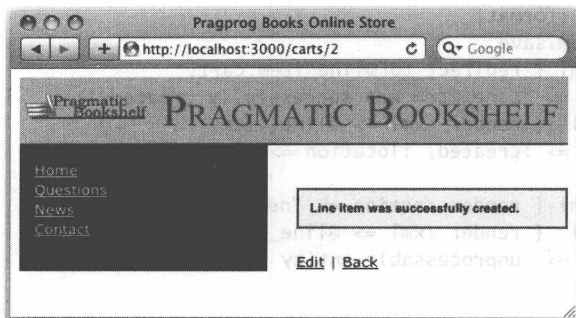 Pragprog Books Online Store
http://localhost:3000/carts/2
Google
Pragmatic
Bookshelf
PRAGMATIC BOOKSHELF
Home
Questions
News
Contact
Line item was successfully created.
Edit | Back